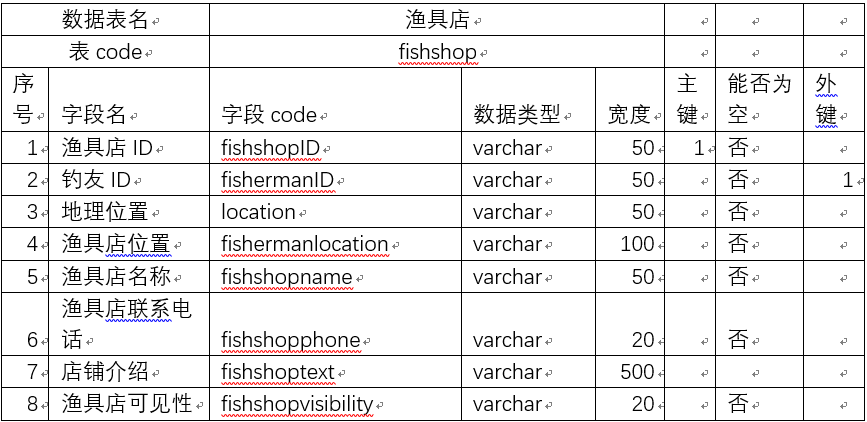 数据表名 渔具店
表 code fishshop
序号 字段名 字段 code 数据类型 宽度 主键 能否为空 外键
1 渔具店 ID fishshopID varchar 50 1 否
2 钓友 ID fishermanID varchar 50 否 1
3 地理位置 location varchar 50 否
4 渔具店位置 fishermanlocation varchar 100 否
5 渔具店名称 fishshopname varchar 50 否
6 渔具店联系电话 fishshopphone varchar 20 否
7 店铺介绍 fishshoptext varchar 500
8 渔具店可见性 fishshopvisibility varchar 20 否